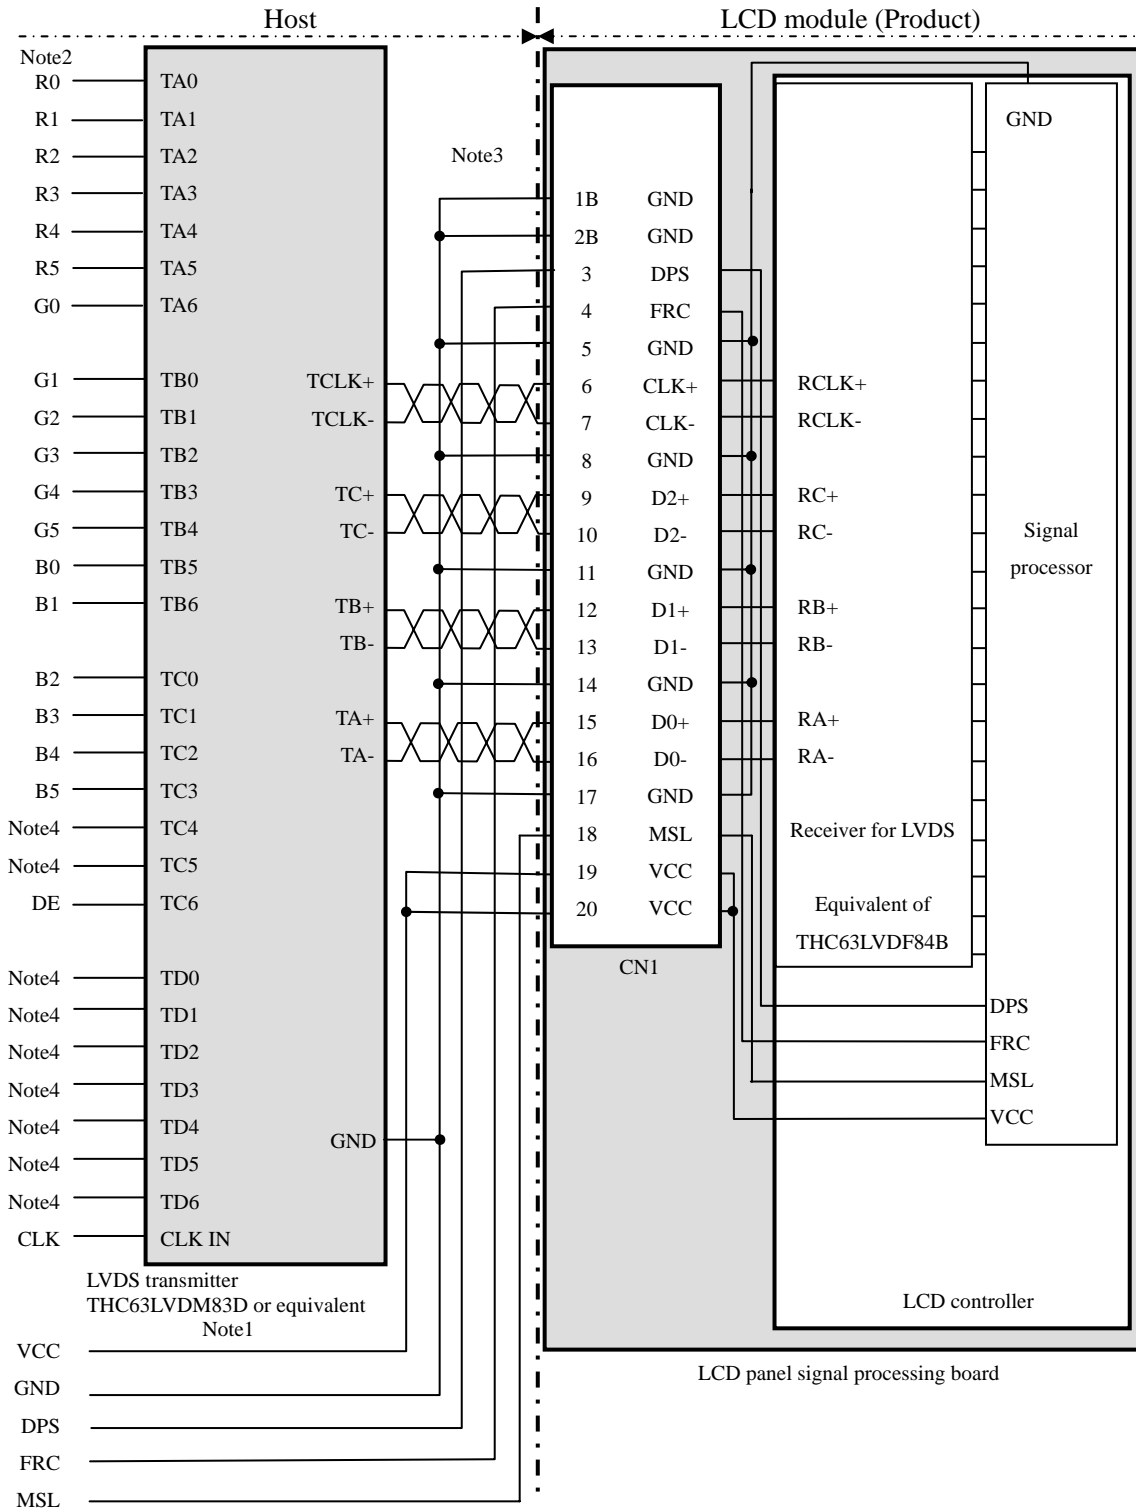 Host
LCD module (Product)
Note2
R0 TA0
GND
R1 TA1
R2 TA2
Note3
R3 TA3
1B GND
R4 TA4
2B GND
R5 TA5
3 DPS
G0 TA6
4 FRC
5 GND
G1 TB0 TCLK+ 6 CLK+ RCLK+
G2 TB1 TCLK- 7 CLK- RCLK-
G3 TB2 8 GND
G4 TB3 TC+ 9 D2+ RC+
G5 TB4 TC- 10 D2- RC-
Signal
processor
B0 TB5 11 GND
B1 TB6 TB+ 12 D1+ RB+
TB- 13 D1- RB-
B2 TC0 14 GND
B3 TC1 TA+ 15 D0+ RA+
B4 TC2 TA- 16 D0- RA-
B5 TC3 17 GND
Note4 TC4 18 MSL
Receiver for LVDS
Note4 TC5 19 VCC
DE TC6 20 VCC
Equivalent of
THC63LVDF84B
CN1
Note4 TD0
DPS
Note4 TD1
FRC
Note4 TD2
MSL
Note4 TD3
VCC
Note4 TD4
GND
Note4 TD5
Note4 TD6
CLK CLK IN
LVDS transmitter
THC63LVDM83D or equivalent
Note1
LCD controller
LCD panel signal processing board
VCC
GND
DPS
FRC
MSL